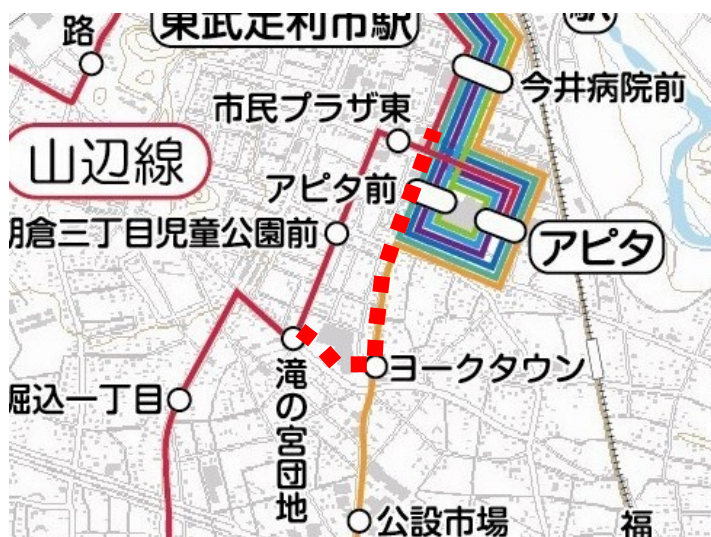 東武足利市駅
駅
路
今井病院前
市民プラザ東
山辺線
アピタ前
朝倉三丁目児童公園前
アピタ
ヨークタウン
堀込一丁目
滝の宮団地
公設市場
福